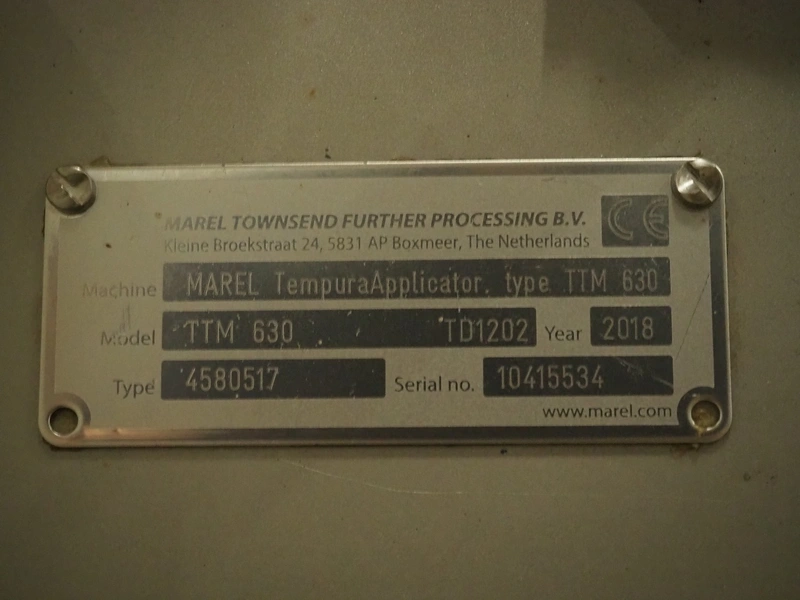 MAREL TOWNSEND FURTHER PROCESSING B.V. CE
Kleine Broekstraat 24, 5831 AP Boxmeer, The Netherlands
Machine MAREL TempuraApplicator, type TTM 630
Model TTM 630 TD1202 Year 2018
Type 4580517 Serial no. 10415534
www.marel.com